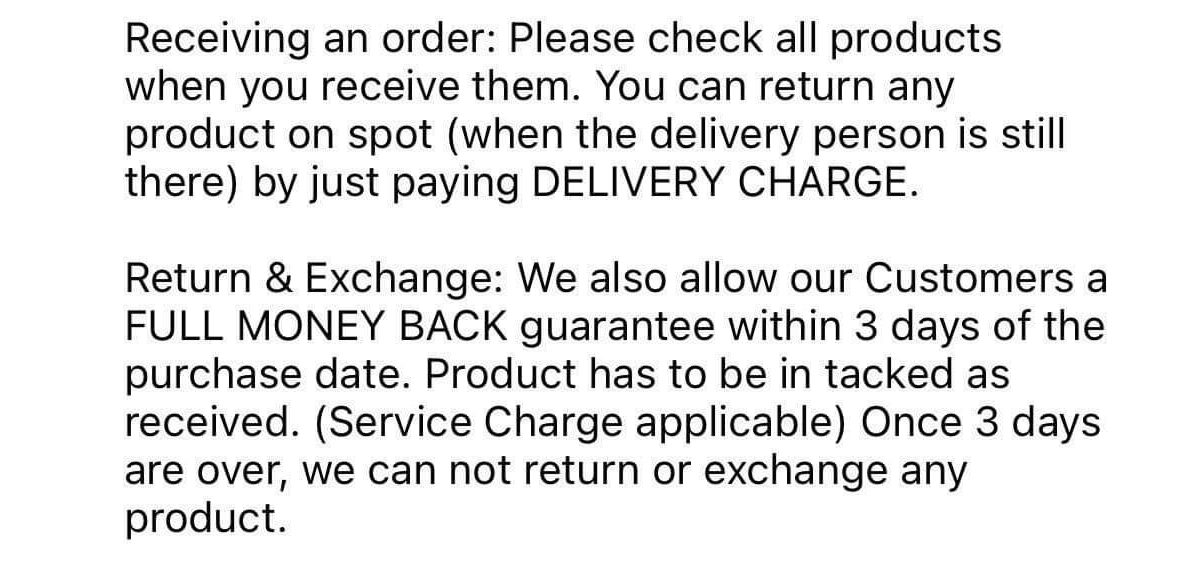 Receiving an order: Please check all products
when you receive them. You can return any
product on spot (when the delivery person is still
there) by just paying DELIVERY CHARGE.
Return & Exchange: We also allow our Customers a
FULL MONEY BACK guarantee within 3 days of the
purchase date. Product has to be in tacked as
received. (Service Charge applicable) Once 3 days
are over, we can not return or exchange any
product.